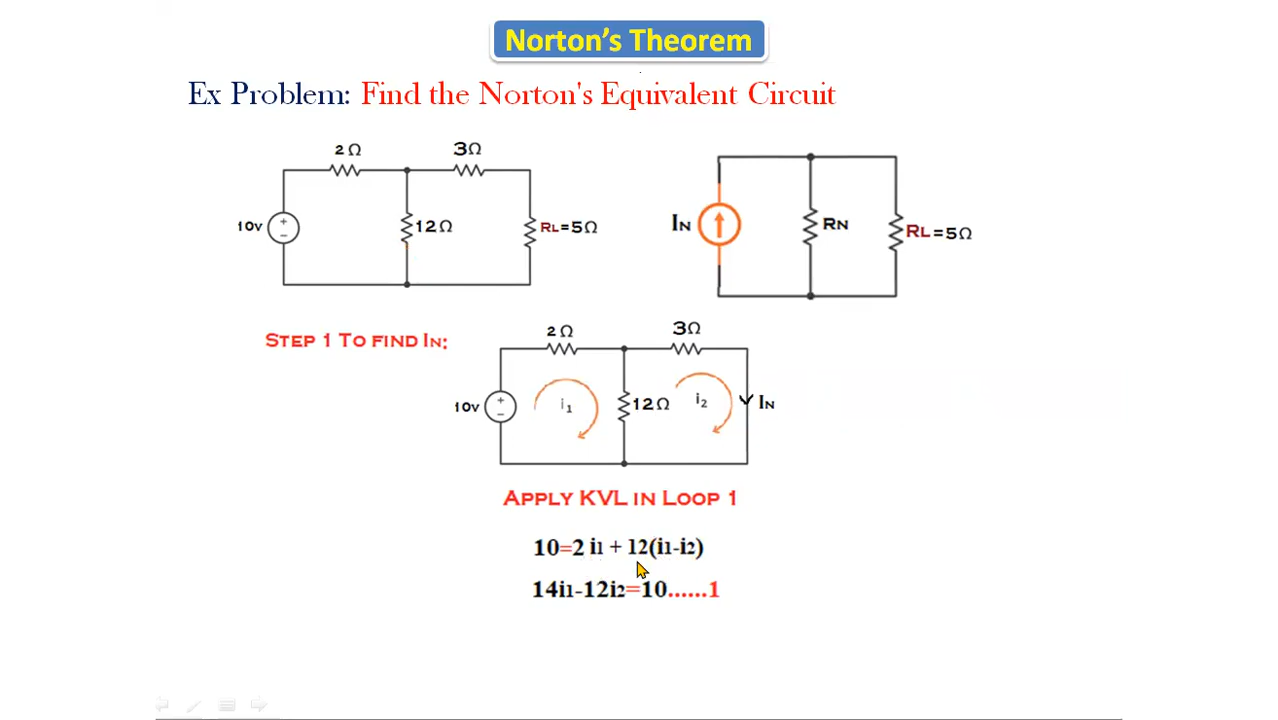 Norton's Theorem
Ex Problem: Find the Norton's Equivalent Circuit
2Ω
3Ω
10v
+
−
12Ω
RL=5Ω
IN
RN
RL=5Ω
STEP 1 TO FIND IN:
2Ω
3Ω
10v
+
−
i1
12Ω
i2
IN
APPLY KVL IN LOOP 1
10=2 i1 + 12(i1-i2)
14i1-12i2=10......1